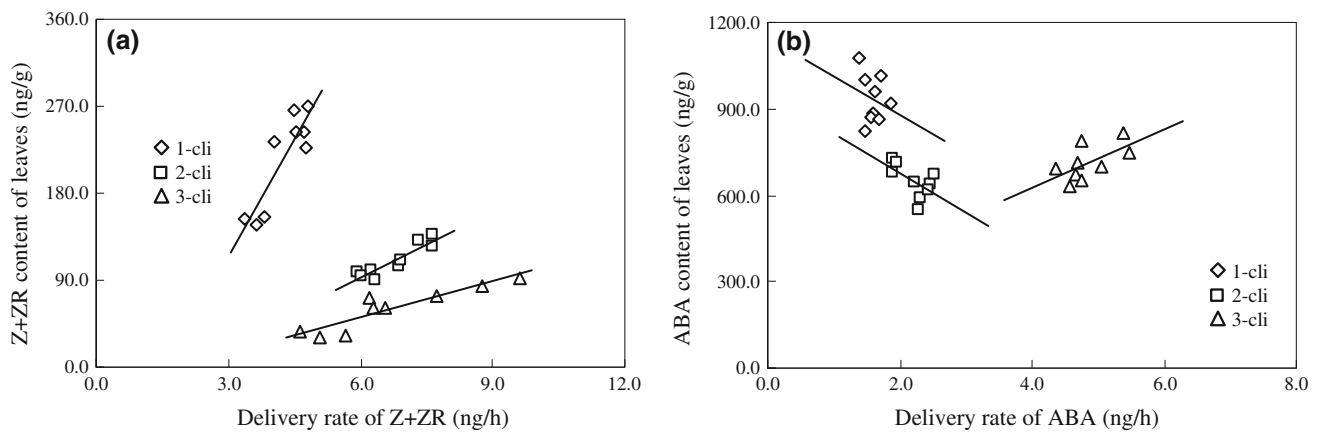 (a)
Z+ZR content of leaves (ng/g)
360.0
270.0
180.0
90.0
0.0
1-cli
2-cli
3-cli
0.0 3.0 6.0 9.0 12.0
Delivery rate of Z+ZR (ng/h)
(b)
ABA content of leaves (ng/g)
1200.0
900.0
600.0
300.0
0.0
1-cli
2-cli
3-cli
0.0 2.0 4.0 6.0 8.0
Delivery rate of ABA (ng/h)